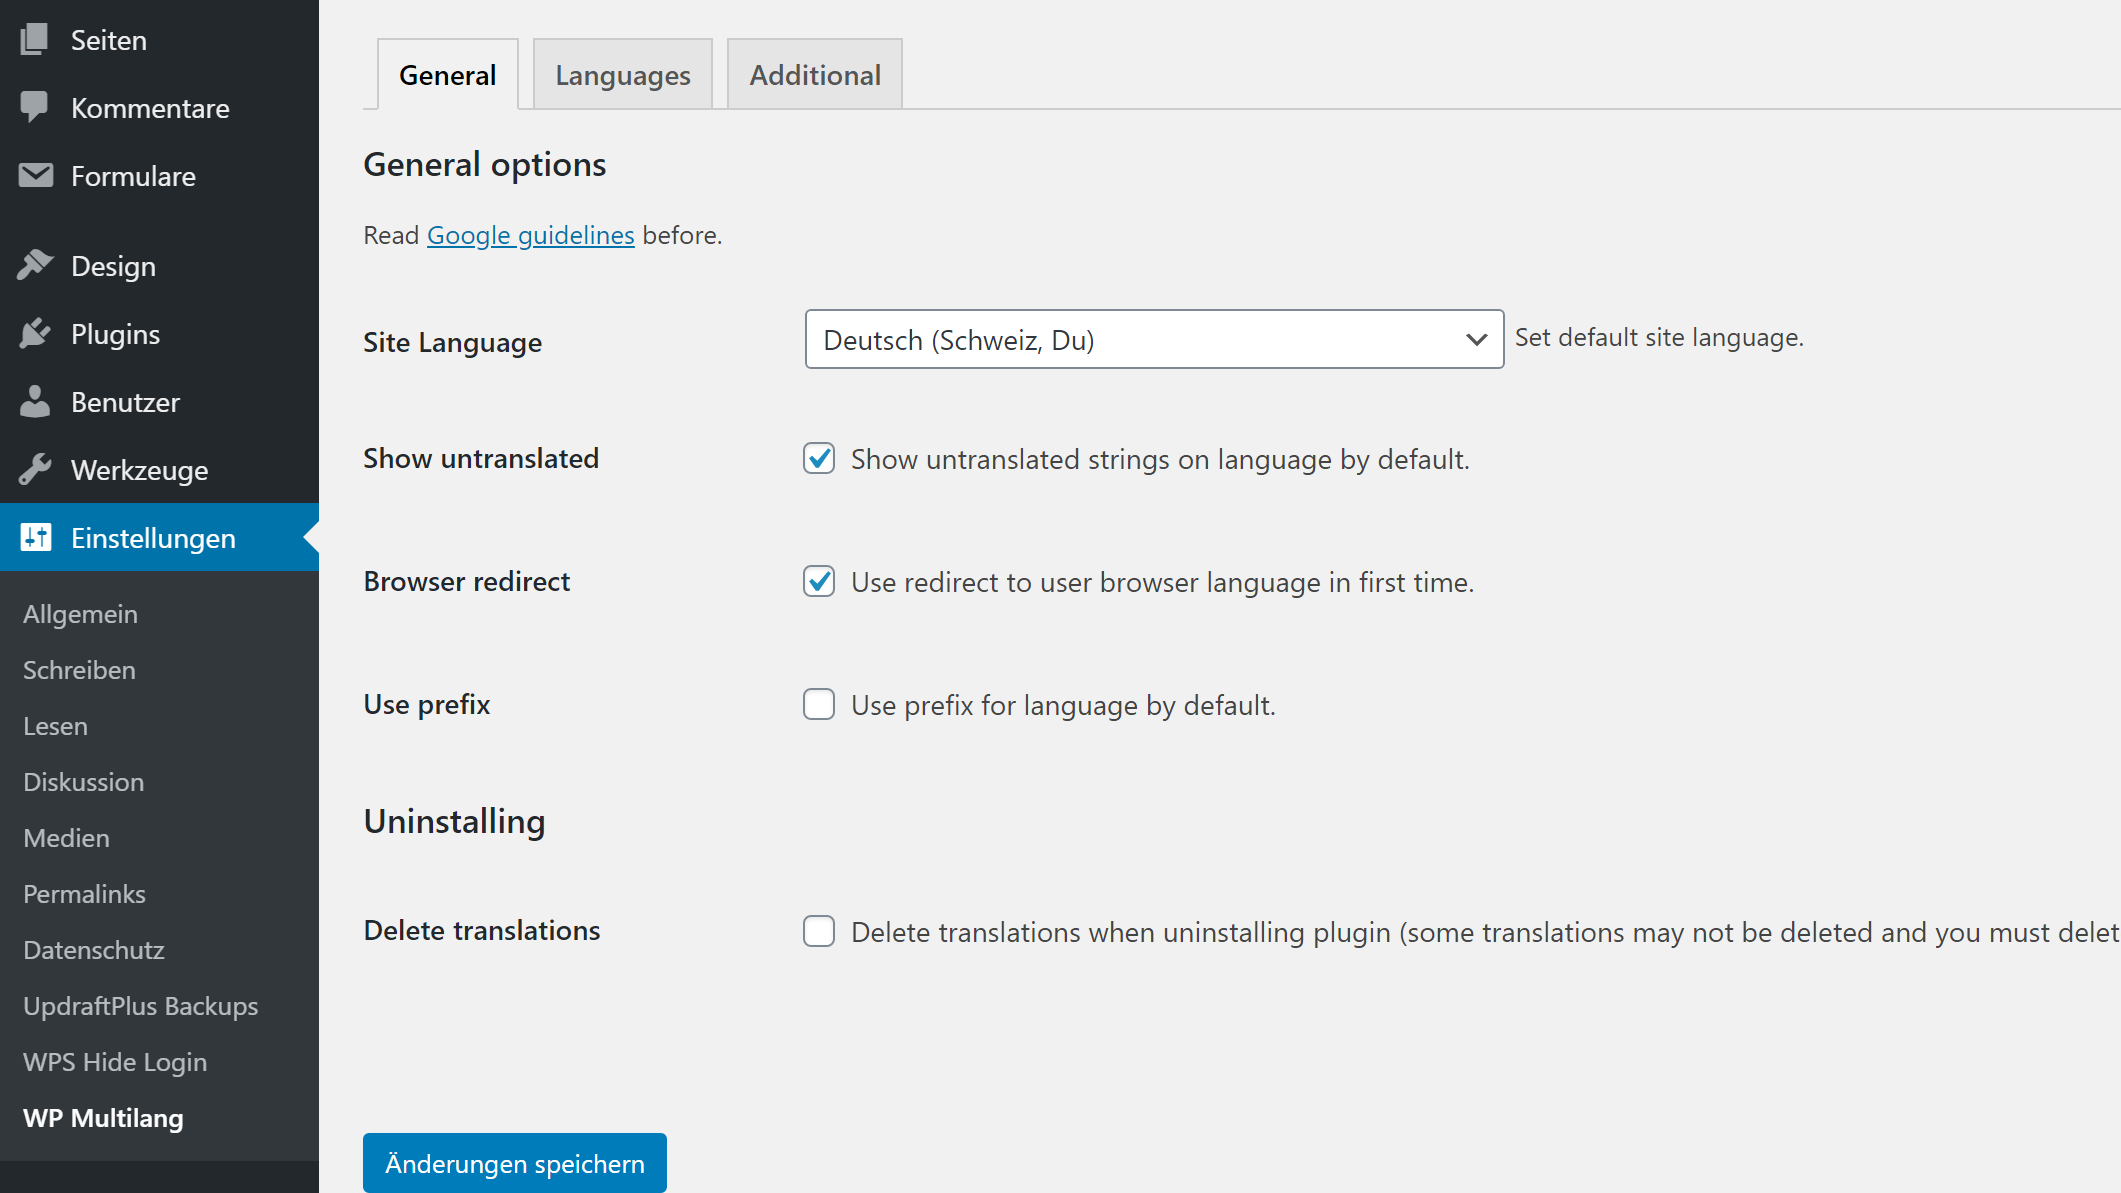 Seiten
Kommentare
Formulare
Design
Plugins
Benutzer
Werkzeuge
Einstellungen
Allgemein
Schreiben
Lesen
Diskussion
Medien
Permalinks
Datenschutz
UpdraftPlus Backups
WPS Hide Login
WP Multilang
General Languages Additional
General options
Read Google guidelines before.
Site Language Deutsch (Schweiz, Du) Set default site language.
Show untranslated Show untranslated strings on language by default.
Browser redirect Use redirect to user browser language in first time.
Use prefix Use prefix for language by default.
Uninstalling
Delete translations Delete translations when uninstalling plugin (some translations may not be deleted and you must delet
Änderungen speichern